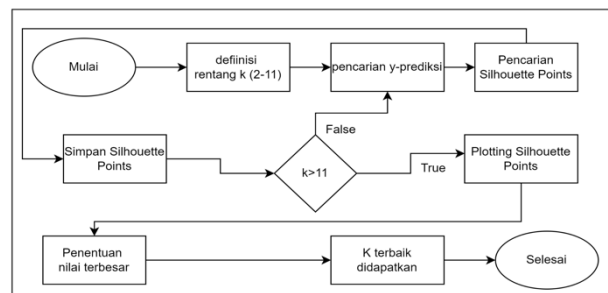 Mulai
defiinisi
rentang k (2-11)
pencarian y-prediksi
Pencarian
Silhouette Points
False
Simpan Silhouette
Points
k>11
True
Plotting Silhouette
Points
Penentuan
nilai terbesar
K terbaik
didapatkan
Selesai